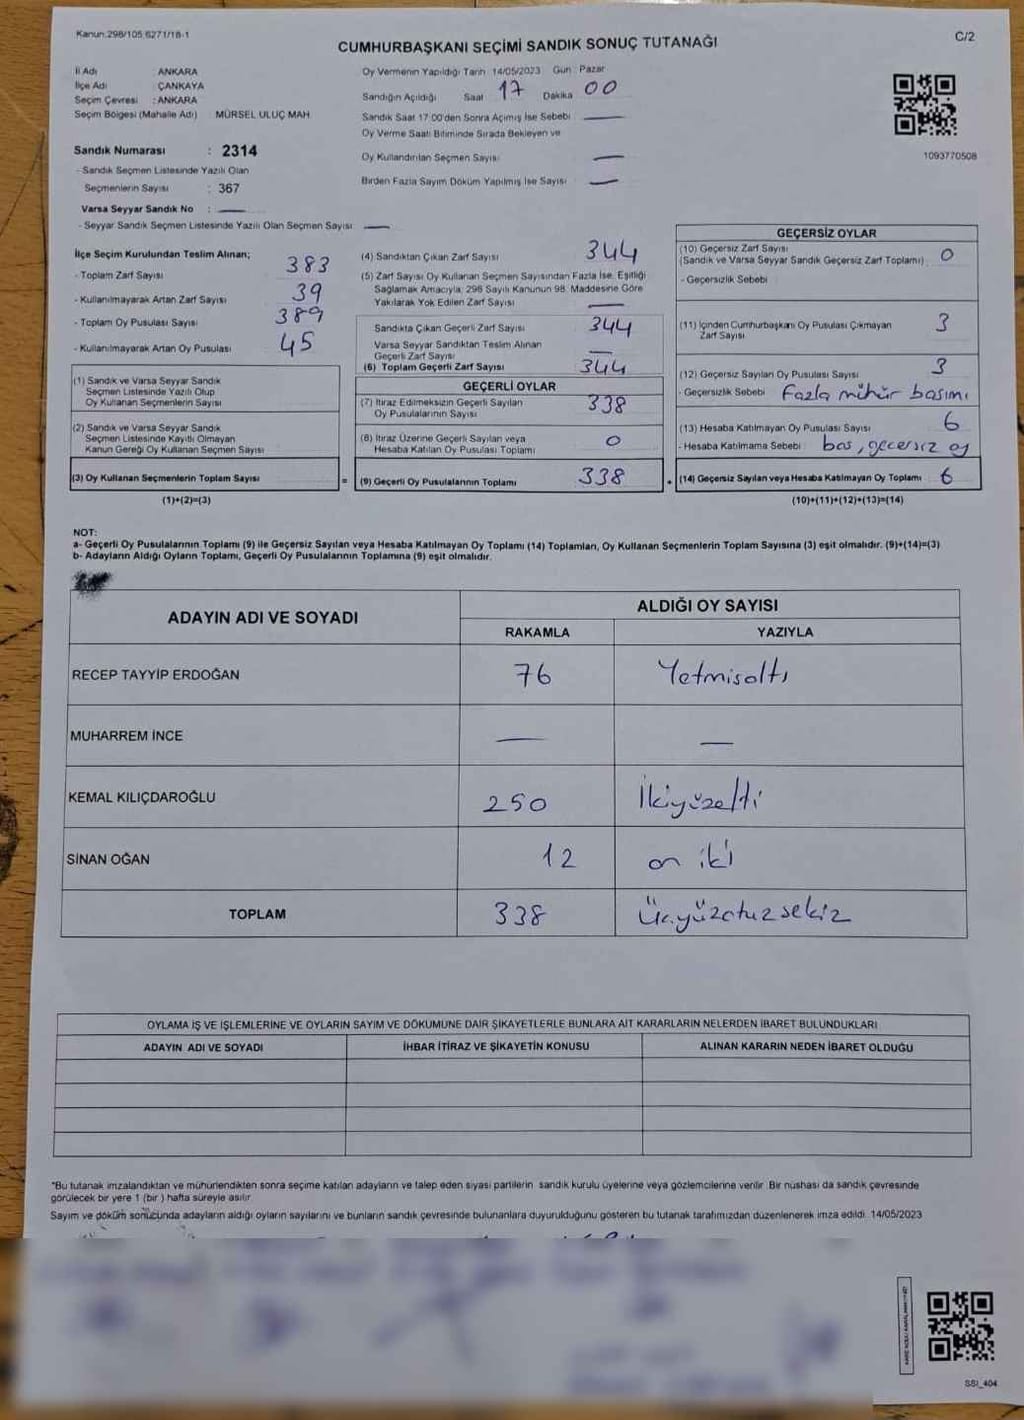 Kanun.298/105,6271/18-1
C/2
CUMHURBAŞKANI SEÇİMİ SANDIK SONUÇ TUTANAĞI
İl Adı : ANKARA
İlçe Adı : ÇANKAYA
Seçim Çevresi : ANKARA
Seçim Bölgesi (Mahalle Adı) MÜRSEL ULUÇ MAH
Sandık Numarası : 2314
- Sandık Seçmen Listesinde Yazılı Olan
Seçmenlerin Sayısı : 367
Varsa Seyyar Sandık No : —
- Seyyar Sandık Seçmen Listesinde Yazılı Olan Seçmen Sayısı —
Oy Vermenin Yapıldığı Tarih 14/05/2023 Gün Pazar
Sandığın Açıldığı Saat 17 Dakika 00
Sandık Saat 17:00'den Sonra Açılmış İse Sebebi —
Oy Verme Saati Bitiminde Sırada Bekleyen ve
Oy Kullandırılan Seçmen Sayısı —
Birden Fazla Sayım Döküm Yapılmış İse Sayısı —
1093770508
İlçe Seçim Kurulundan Teslim Alınan;
- Toplam Zarf Sayısı 383
- Kullanılmayarak Artan Zarf Sayısı 39
- Toplam Oy Pusulası Sayısı 389
- Kullanılmayarak Artan Oy Pusulası 45
(1) Sandık ve Varsa Seyyar Sandık
Seçmen Listesinde Yazılı Olup
Oy Kullanan Seçmenlerin Sayısı
(2) Sandık ve Varsa Seyyar Sandık
Seçmen Listesinde Kayıtlı Olmayan
Kanun Gereği Oy Kullanan Seçmen Sayısı
(3) Oy Kullanan Seçmenlerin Toplam Sayısı
(1)+(2)=(3)
(4) Sandıktan Çıkan Zarf Sayısı 344
(5) Zarf Sayısı Oy Kullanan Seçmen Sayısından Fazla İse, Eşitliği
Sağlamak Amacıyla, 298 Sayılı Kanunun 98. Maddesine Göre
Yakılarak Yok Edilen Zarf Sayısı —
Sandıkta Çıkan Geçerli Zarf Sayısı 344
Varsa Seyyar Sandıktan Teslim Alınan
Geçerli Zarf Sayısı —
(6) Toplam Geçerli Zarf Sayısı 344
GEÇERLİ OYLAR
(7) İtiraz Edilmeksizin Geçerli Sayılan
Oy Pusulalarının Sayısı 338
(8) İtiraz Üzerine Geçerli Sayılan veya
Hesaba Katılan Oy Pusulası Toplamı 0
= (9) Geçerli Oy Pusulalarının Toplamı 338
GEÇERSİZ OYLAR
(10) Geçersiz Zarf Sayısı
(Sandık ve Varsa Seyyar Sandık Geçersiz Zarf Toplamı) 0
- Geçersizlik Sebebi
(11) İçinden Cumhurbaşkanı Oy Pusulası Çıkmayan
Zarf Sayısı 3
(12) Geçersiz Sayılan Oy Pusulası Sayısı 3
- Geçersizlik Sebebi Fazla mühür basımı
(13) Hesaba Katılmayan Oy Pusulası Sayısı 6
- Hesaba Katılmama Sebebi boş, geçersiz oy
+ (14) Geçersiz Sayılan veya Hesaba Katılmayan Oy Toplamı 6
(10)+(11)+(12)+(13)=(14)
NOT:
a- Geçerli Oy Pusulalarının Toplamı (9) ile Geçersiz Sayılan veya Hesaba Katılmayan Oy Toplamı (14) Toplamları, Oy Kullanan Seçmenlerin Toplam Sayısına (3) eşit olmalıdır. (9)+(14)=(3)
b- Adayların Aldığı Oyların Toplamı, Geçerli Oy Pusulalarının Toplamına (9) eşit olmalıdır.
ADAYIN ADI VE SOYADI
ALDIĞI OY SAYISI
RAKAMLA YAZIYLA
RECEP TAYYİP ERDOĞAN 76 Yetmişaltı
MUHARREM İNCE — —
KEMAL KILIÇDAROĞLU 250 İkiyüzelli
SİNAN OĞAN 12 on iki
TOPLAM 338 Üçyüzotuzsekiz
OYLAMA İŞ VE İŞLEMLERİNE VE OYLARIN SAYIM VE DÖKÜMÜNE DAİR ŞİKAYETLERLE BUNLARA AİT KARARLARIN NELERDEN İBARET BULUNDUKLARI
ADAYIN ADI VE SOYADI İHBAR İTİRAZ VE ŞİKAYETİN KONUSU ALINAN KARARIN NEDEN İBARET OLDUĞU
*Bu tutanak imzalandıktan ve mühürlendikten sonra seçime katılan adayların ve talep eden siyasi partilerin sandık kurulu üyelerine veya gözlemcilerine verilir. Bir nüshası da sandık çevresinde
görülecek bir yere 1 (bir) hafta süreyle asılır
Sayım ve döküm sonucunda adayların aldığı oyların sayılarını ve bunların sandık çevresinde bulunanlara duyurulduğunu gösteren bu tutanak tarafımızdan düzenlenerek imza edildi. 14/05/2023
SSI_404